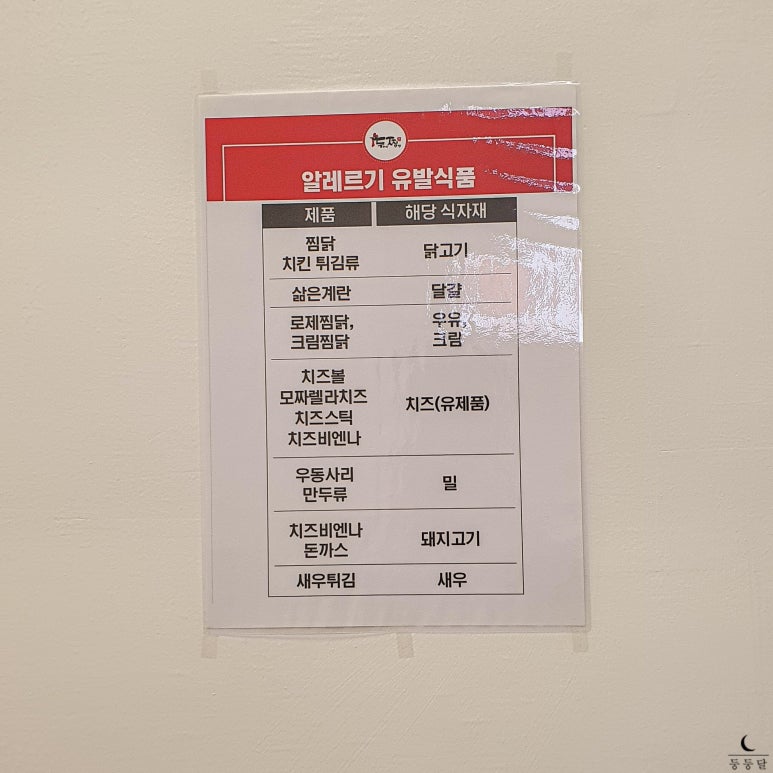 알레르기 유발식품
제품 해당 식자재
찜닭
치킨 튀김류
닭고기
삶은계란 달걀
로제찜닭,
크림찜닭
우유,
크림
치즈볼
모짜렐라치즈
치즈스틱
치즈비엔나
치즈(유제품)
우동사리
만두류
밀
치즈비엔나
돈까스
돼지고기
새우튀김 새우
둥둥달